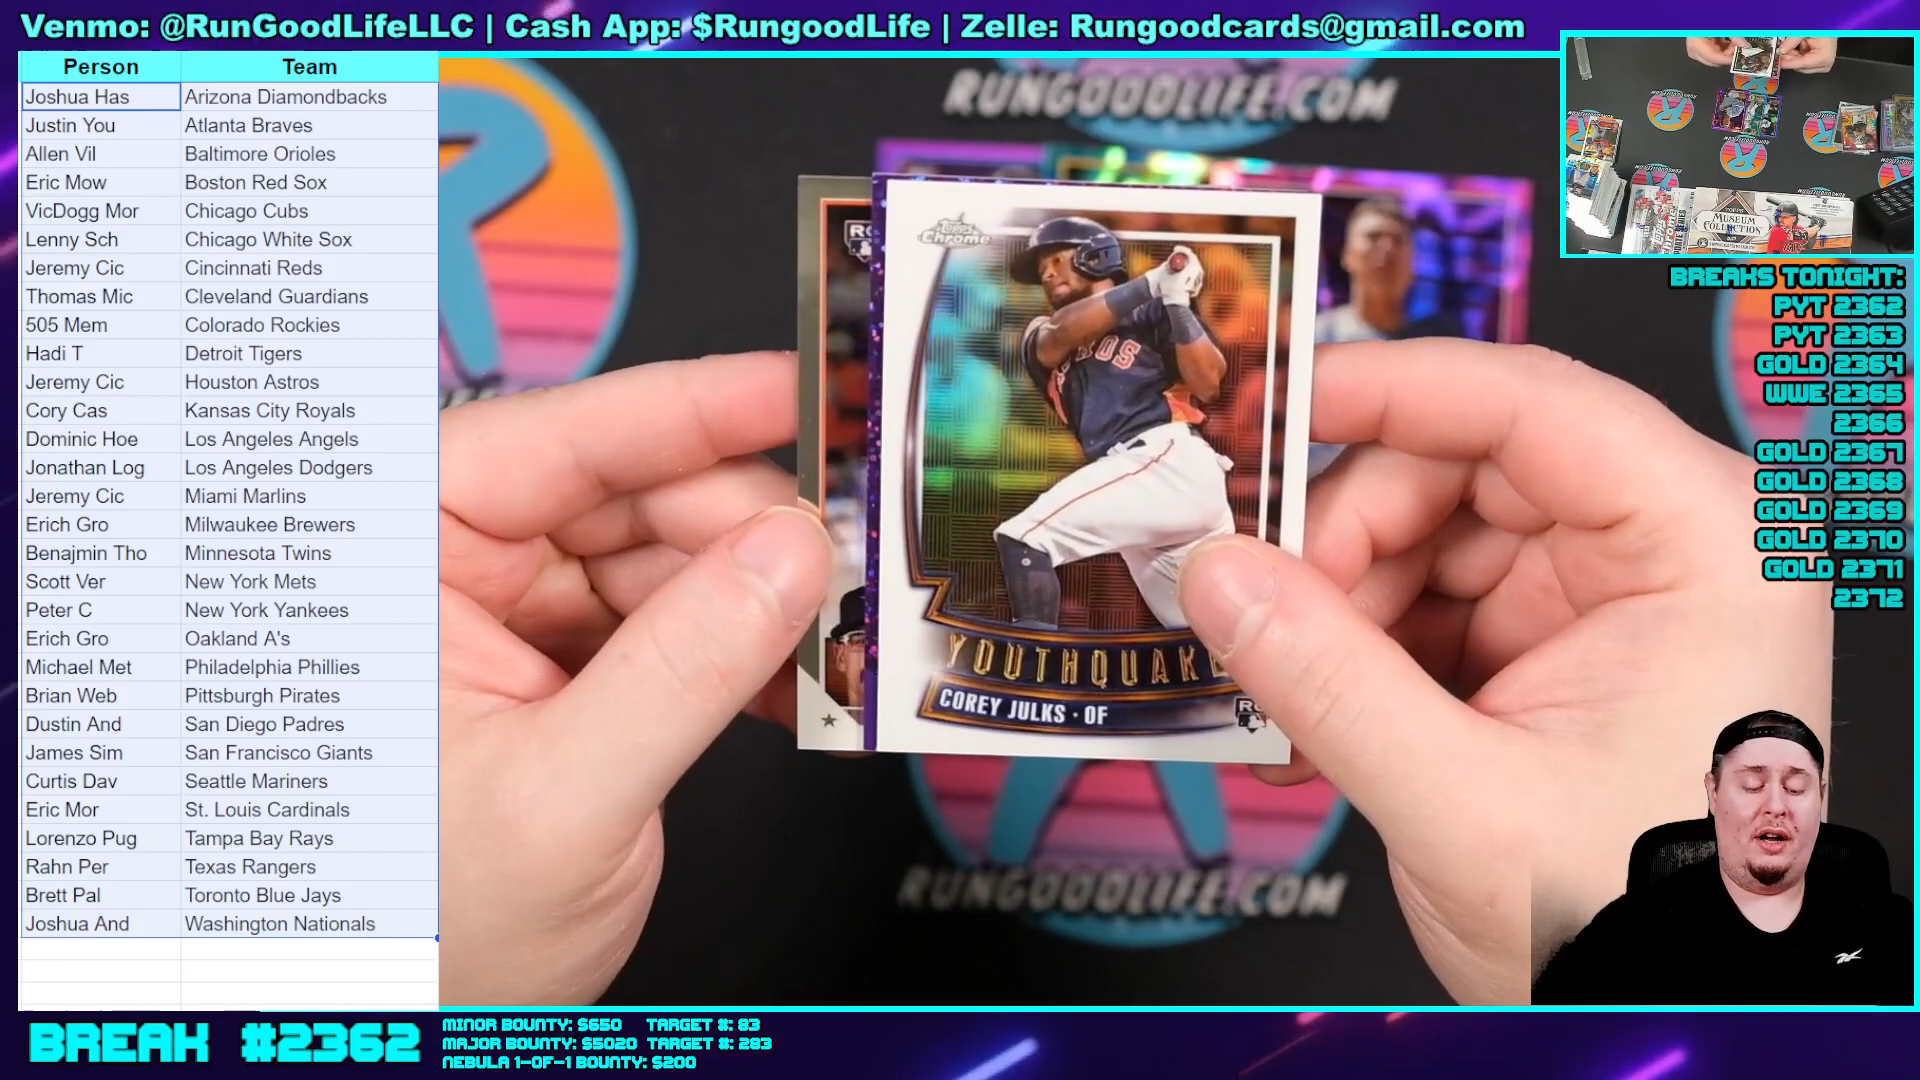 Venmo: @RunGoodLifeLLC | Cash App: $RungoodLife | Zelle: Rungoodcards@gmail.com
Person Team
Joshua Has Arizona Diamondbacks
Justin You Atlanta Braves
Allen Vil Baltimore Orioles
Eric Mow Boston Red Sox
VicDogg Mor Chicago Cubs
Lenny Sch Chicago White Sox
Jeremy Cic Cincinnati Reds
Thomas Mic Cleveland Guardians
505 Mem Colorado Rockies
Hadi T Detroit Tigers
Jeremy Cic Houston Astros
Cory Cas Kansas City Royals
Dominic Hoe Los Angeles Angels
Jonathan Log Los Angeles Dodgers
Jeremy Cic Miami Marlins
Erich Gro Milwaukee Brewers
Benajmin Tho Minnesota Twins
Scott Ver New York Mets
Peter C New York Yankees
Erich Gro Oakland A's
Michael Met Philadelphia Phillies
Brian Web Pittsburgh Pirates
Dustin And San Diego Padres
James Sim San Francisco Giants
Curtis Dav Seattle Mariners
Eric Mor St. Louis Cardinals
Lorenzo Pug Tampa Bay Rays
Rahn Per Texas Rangers
Brett Pal Toronto Blue Jays
Joshua And Washington Nationals
RUNGOODLIFE.COM
Topps
Chrome
YOUTHQUAKE
COREY JULKS · OF
RUNGOODLIFE.COM
MUSEUM
COLLECTION
BREAKS TONIGHT:
PYT 2362
PYT 2363
GOLD 2364
WWE 2365
2366
GOLD 2367
GOLD 2368
GOLD 2369
GOLD 2370
GOLD 2371
2372
BREAK #2362
MINOR BOUNTY: $650 TARGET #: 83
MAJOR BOUNTY: $5020 TARGET #: 283
NEBULA 1-OF-1 BOUNTY: $200